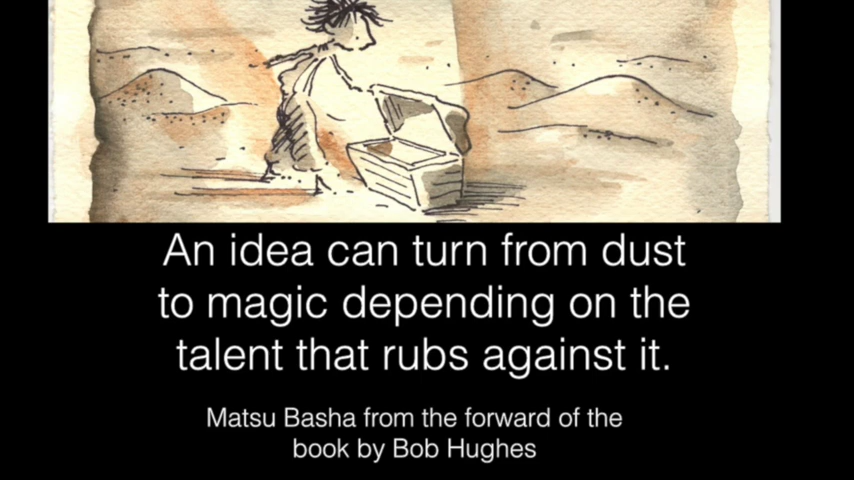 An idea can turn from dust
to magic depending on the
talent that rubs against it.
Matsu Basha from the forward of the
book by Bob Hughes